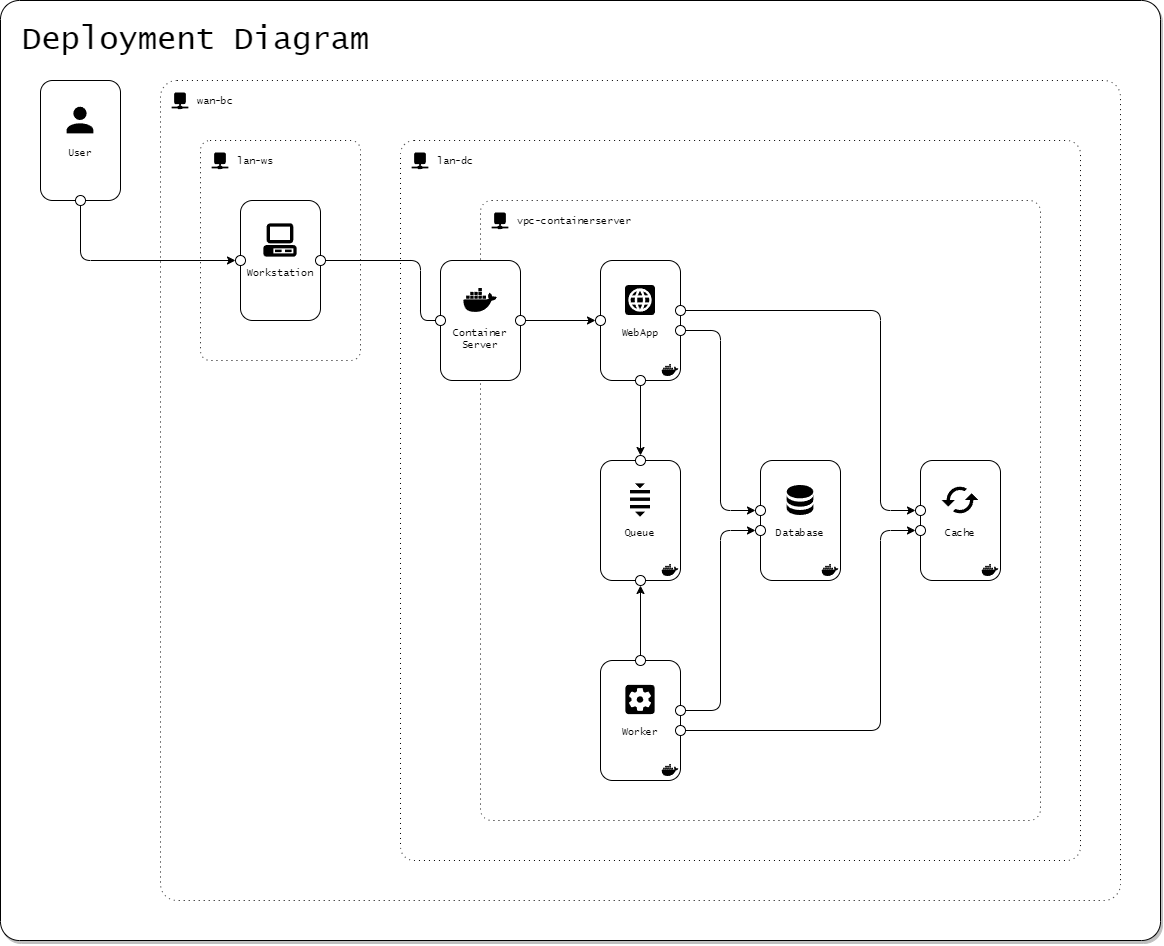 Deployment Diagram
User
wan-bc
lan-ws
lan-dc
Workstation
vpc-containerserver
Container
Server
WebApp
Queue
Database
Cache
Worker